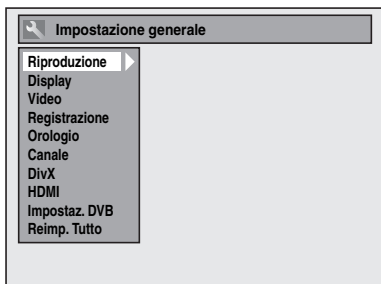 Impostazione generale
Riproduzione
Display
Video
Registrazione
Orologio
Canale
DivX
HDMI
Impostaz. DVB
Reimp. Tutto